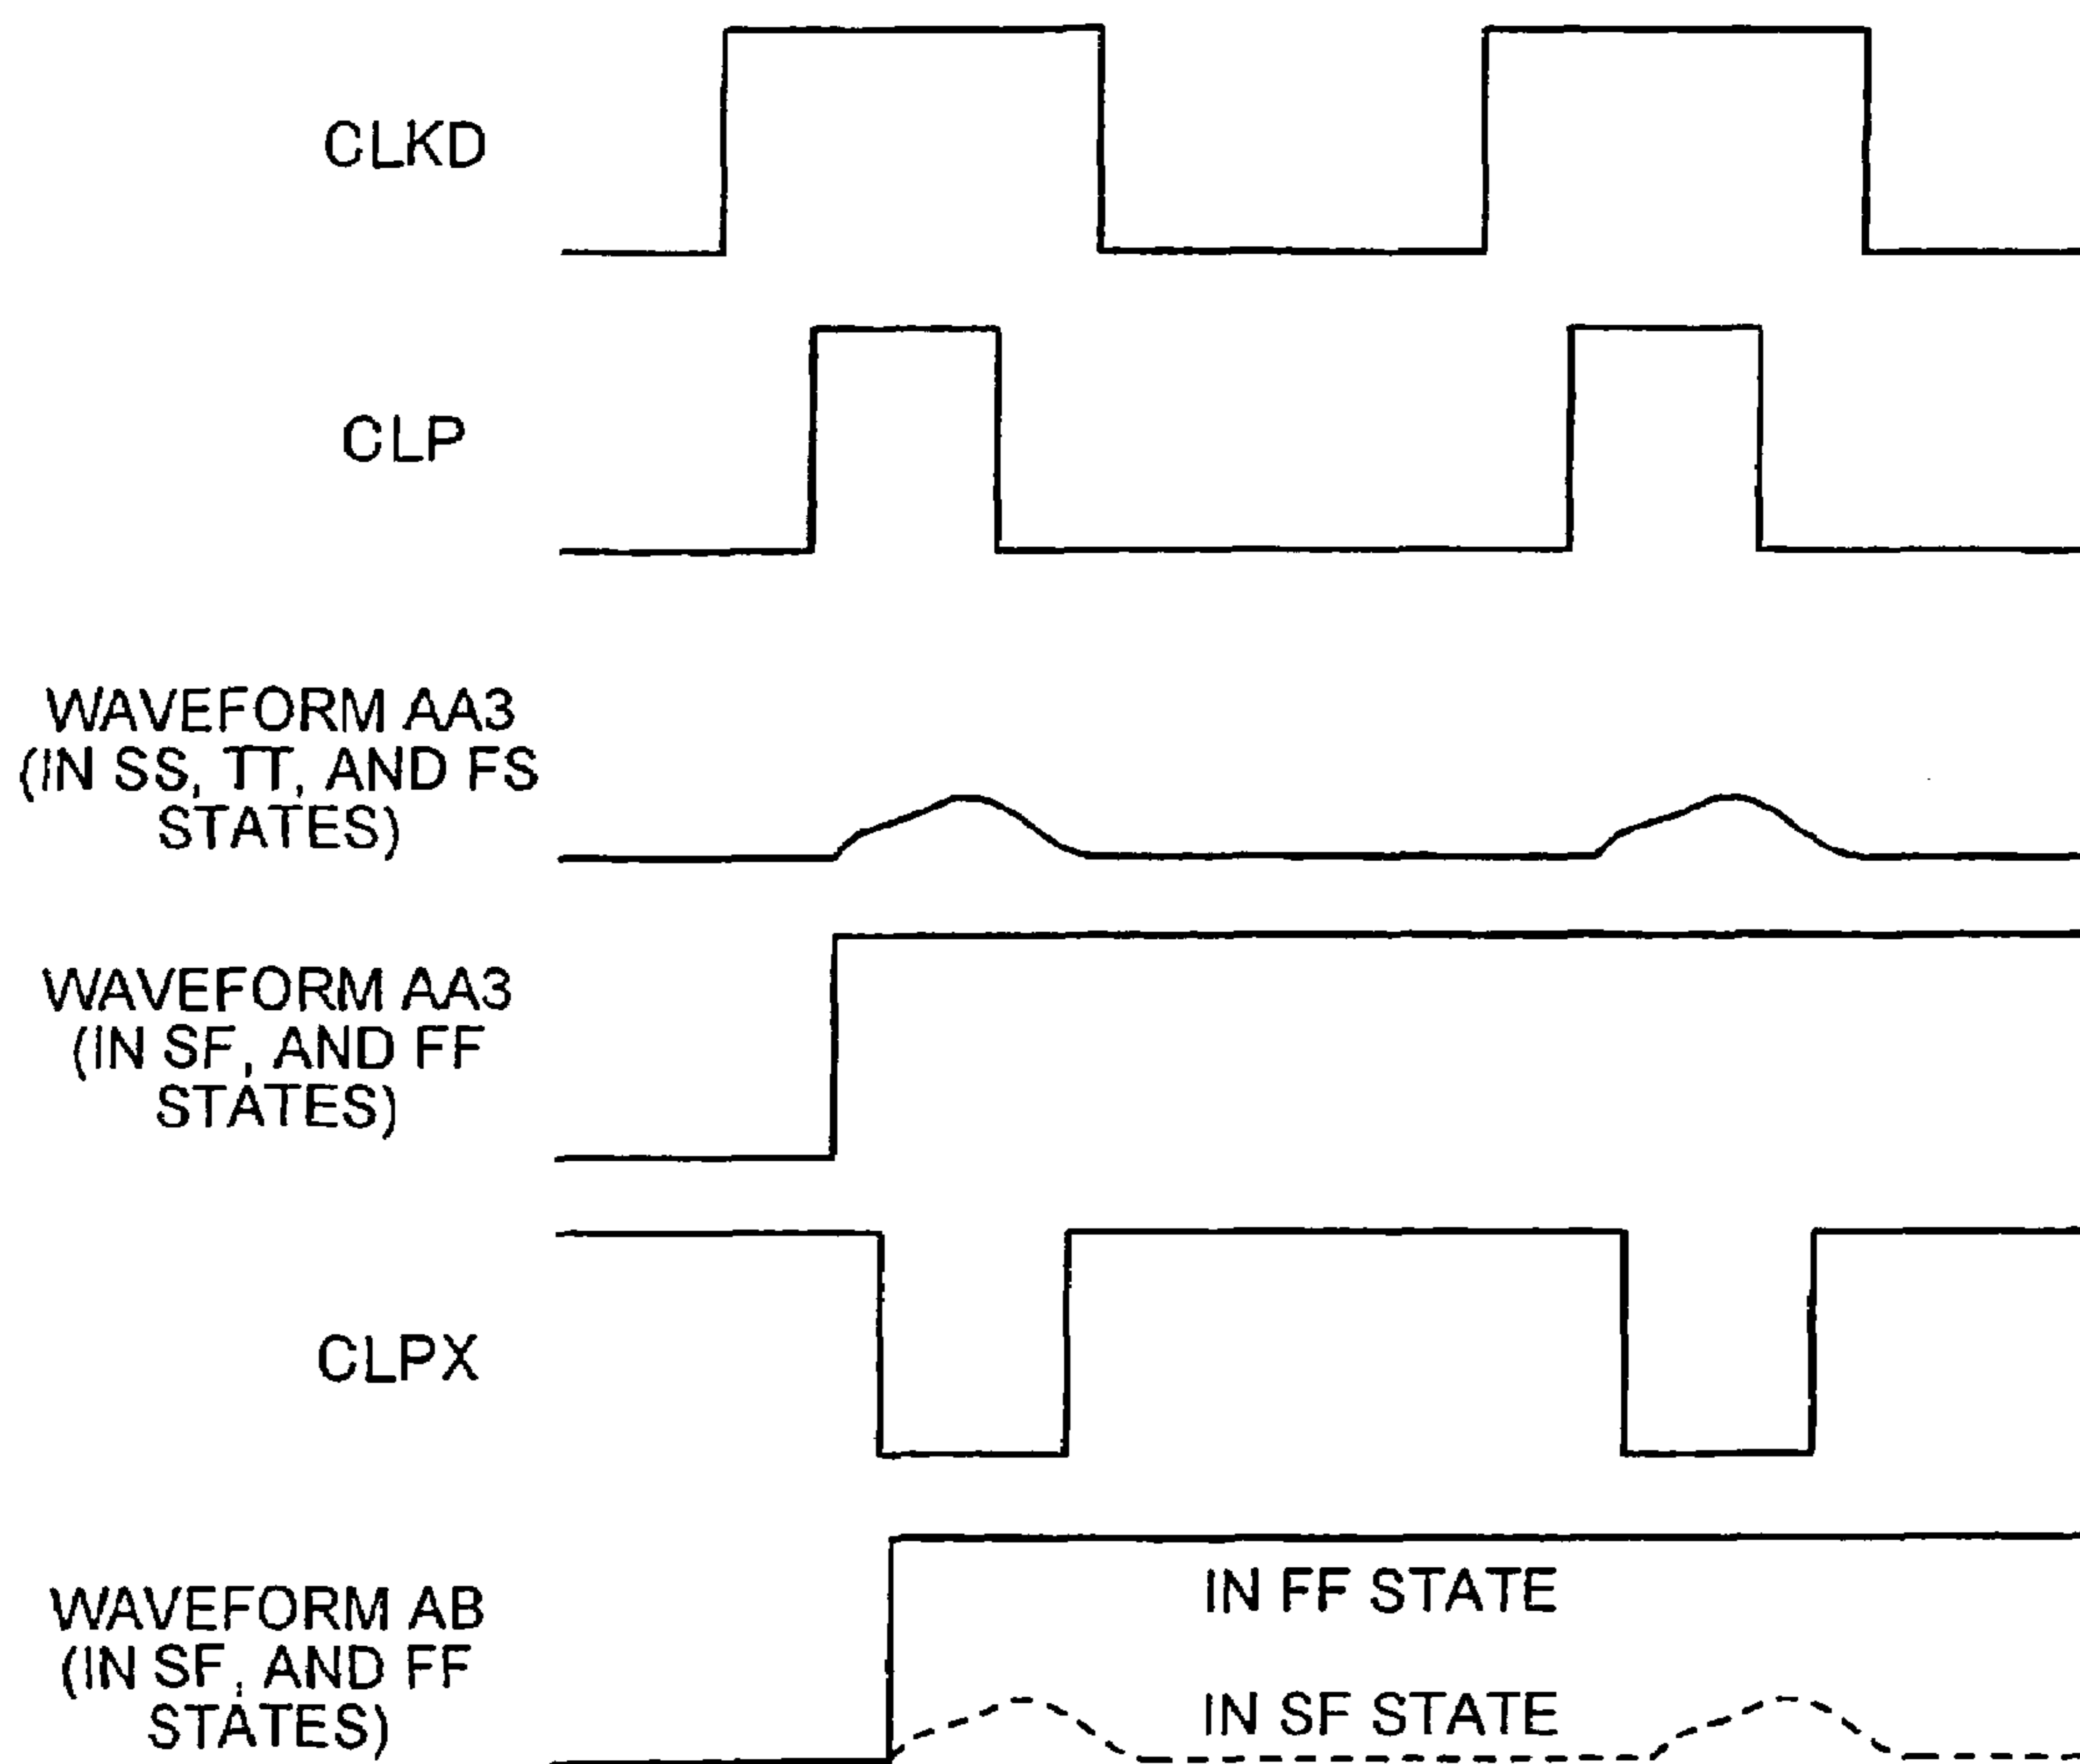 CLKD
CLP
WAVEFORM AA3
(IN SS, TT, AND FS
STATES)
WAVEFORM AA3
(IN SF, AND FF
STATES)
CLPX
WAVEFORM AB
(IN SF, AND FF
STATES)
IN FF STATE
IN SF STATE